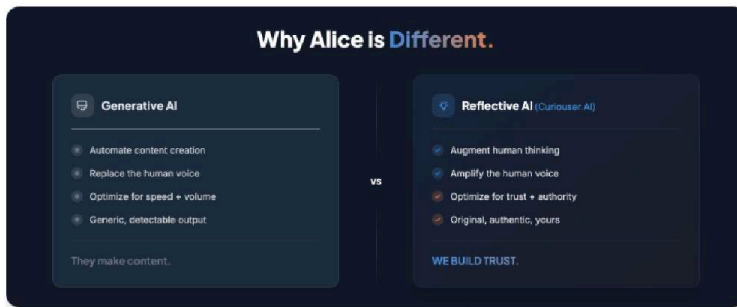 Why Alice is Different.
Generative AI
Automate content creation
Replace the human voice
Optimize for speed + volume
Generic, detectable output
They make content.
vs
Reflective AI (Curiouser AI)
Augment human thinking
Amplify the human voice
Optimize for trust + authority
Original, authentic, yours
WE BUILD TRUST.